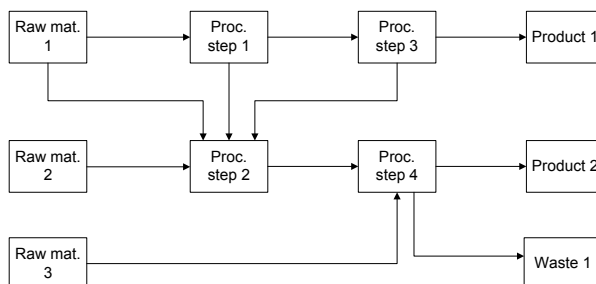 Raw mat.
1
Proc.
step 1
Proc.
step 3
Product 1
Raw mat.
2
Proc.
step 2
Proc.
step 4
Product 2
Raw mat.
3
Waste 1